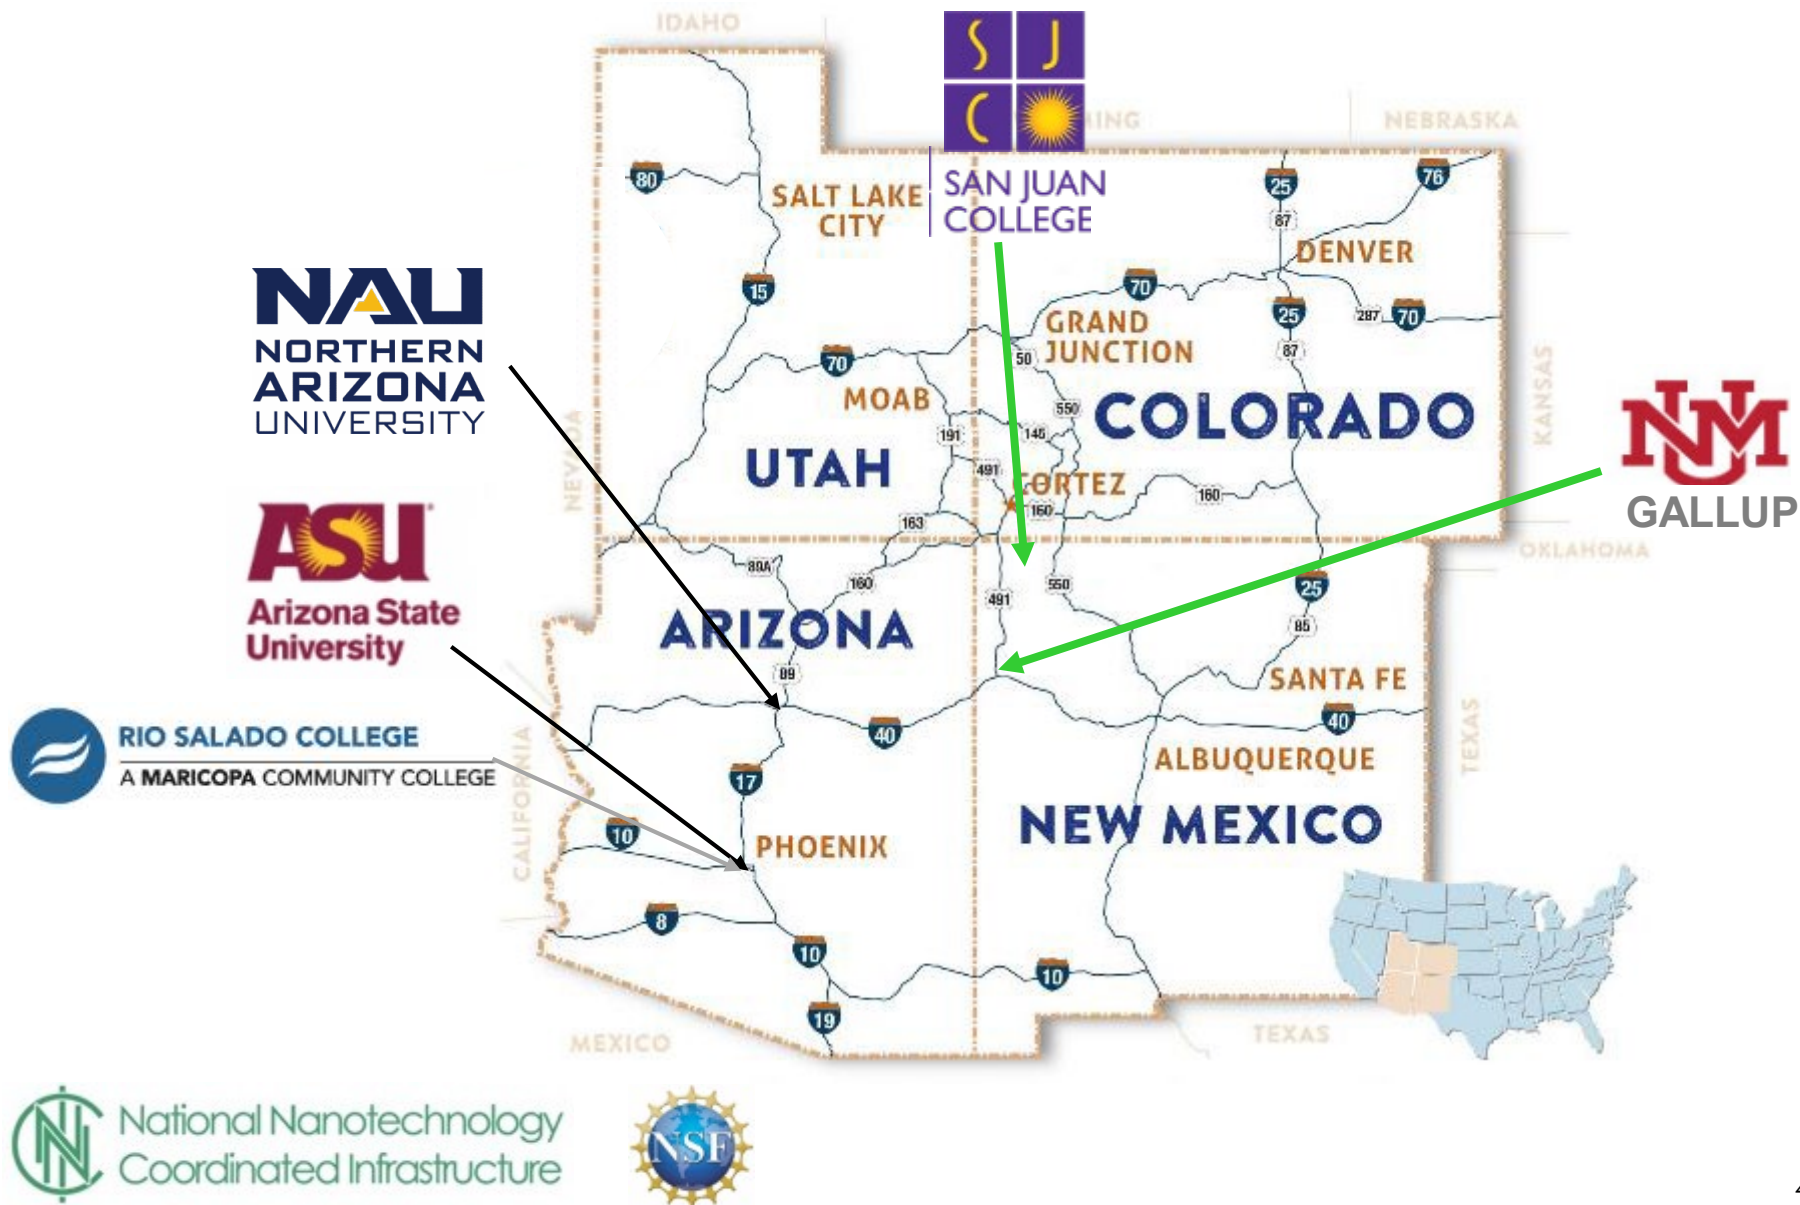 IDAHO
S J
C
MING
NEBRASKA
SAN JUAN
COLLEGE
80
SALT LAKE
CITY
25
76
87
DENVER
NAU
NORTHERN
ARIZONA
UNIVERSITY
15
70
25
287
70
GRAND
JUNCTION
50
87
70
MOAB
KANSAS
NEVADA
550
COLORADO
145
191
UTAH
491
CORTEZ
160
160
163
UNM
GALLUP
ASU
Arizona State
University
OKLAHOMA
89A
160
550
25
491
ARIZONA
85
89
SANTA FE
40
40
RIO SALADO COLLEGE
A MARICOPA COMMUNITY COLLEGE
CALIFORNIA
TEXAS
ALBUQUERQUE
17
NEW MEXICO
10
PHOENIX
8
10
10
19
MEXICO
TEXAS
National Nanotechnology
Coordinated Infrastructure
NSF